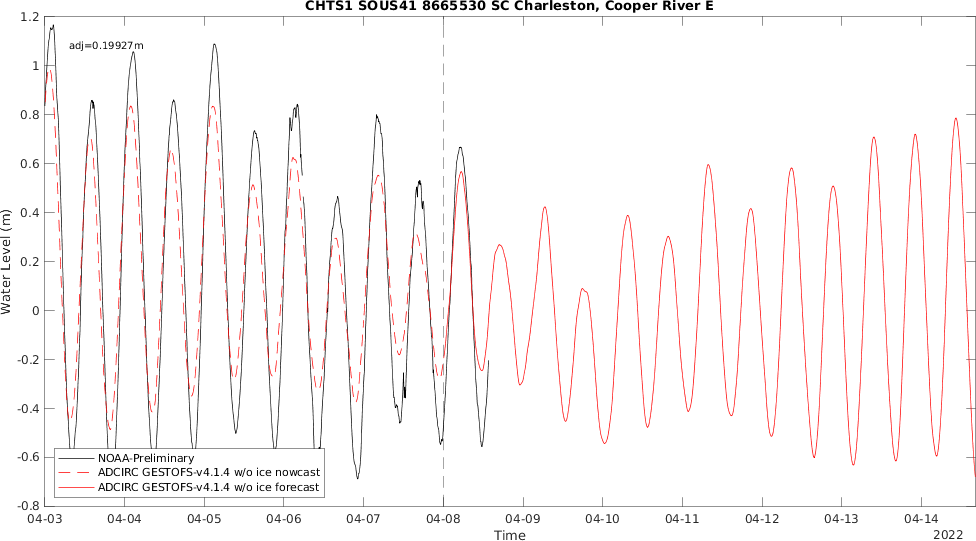 CHTS1 SOUS41 8665530 SC Charleston, Cooper River E
adj=0.19927m
1.2
1
0.8
0.6
0.4
0.2
0
-0.2
-0.4
-0.6
-0.8
Water Level (m)
NOAA-Preliminary
ADCIRC GESTOFS-v4.1.4 w/o ice nowcast
ADCIRC GESTOFS-v4.1.4 w/o ice forecast
04-03 04-04 04-05 04-06 04-07 04-08 04-09 04-10 04-11 04-12 04-13 04-14
Time
2022